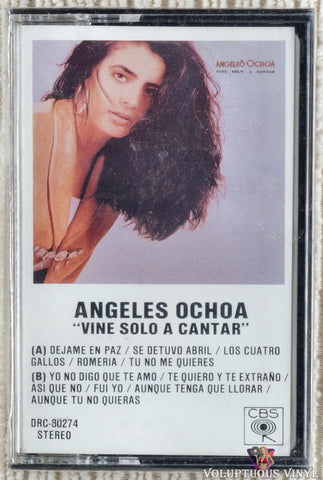 ANGELES OCHOA
VINE SOLO A CANTAR
ANGELES OCHOA
"VINE SOLO A CANTAR"
(A) DEJAME EN PAZ / SE DETUVO ABRIL / LOS CUATRO
GALLOS / ROMERIA / TU NO ME QUIERES
(B) YO NO DIGO QUE TE AMO / TE QUIERO Y TE EXTRAÑO /
ASI QUE NO / FUI YO / AUNQUE TENGA QUE LLORAR /
AUNQUE TU NO QUIERAS
DRC-80274
STEREO
CBS
VOLUPTUOUS VINYL